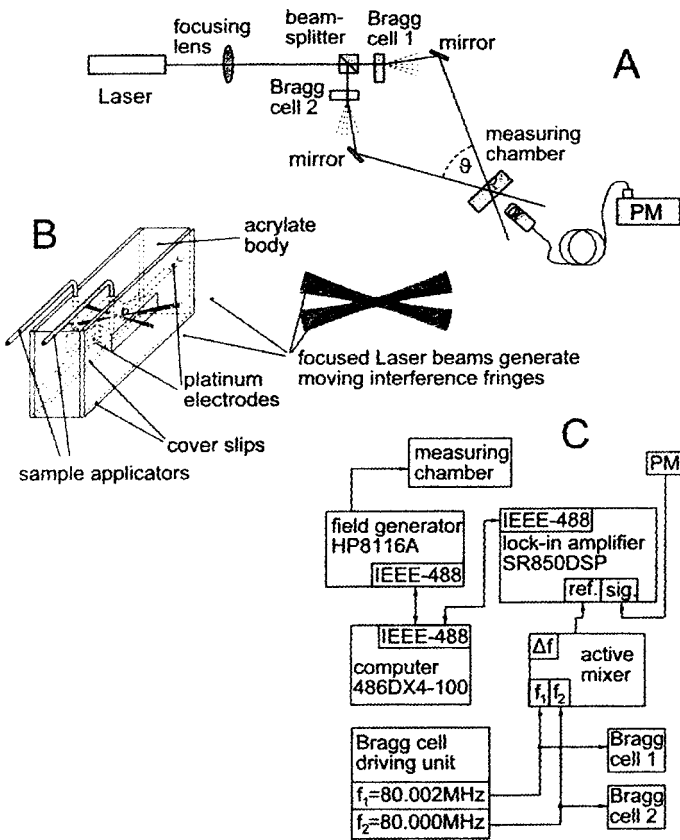 focusing
lens
beam-
splitter
Bragg
cell 1
mirror
A
Laser
Bragg
cell 2
mirror
ϑ
measuring
chamber
PM
B
acrylate
body
platinum
electrodes
cover slips
sample applicators
focused Laser beams generate
moving interference fringes
C
measuring
chamber
PM
field generator
HP8116A
IEEE-488
IEEE-488
lock-in amplifier
SR850DSP
ref. sig.
IEEE-488
computer
486DX4-100
Δf
active
mixer
f₁ f₂
Bragg cell
driving unit
f₁=80.002MHz
f₂=80.000MHz
Bragg
cell 1
Bragg
cell 2